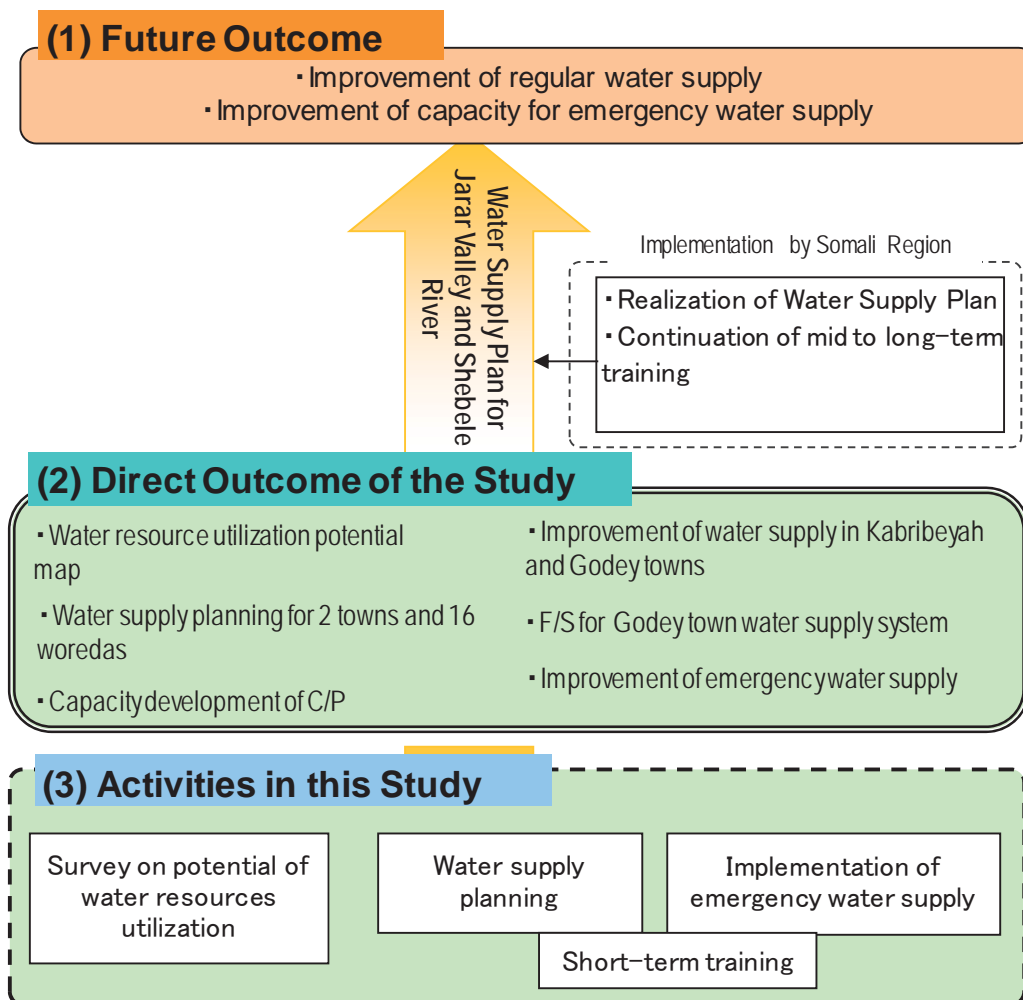 (1) Future Outcome
・Improvement of regular water supply
・Improvement of capacity for emergency water supply
Water Supply Plan for
Jarar Valley and Shebele
River
Implementation by Somali Region
・Realization of Water Supply Plan
・Continuation of mid to long-term
training
(2) Direct Outcome of the Study
・Water resource utilization potential
map
・Water supply planning for 2 towns and 16
woredas
・Capacity development of C/P
・Improvement of water supply in Kabribeyah
and Godey towns
・F/S for Godey town water supply system
・Improvement of emergency water supply
(3) Activities in this Study
Survey on potential of
water resources
utilization
Water supply
planning
Implementation of
emergency water supply
Short-term training